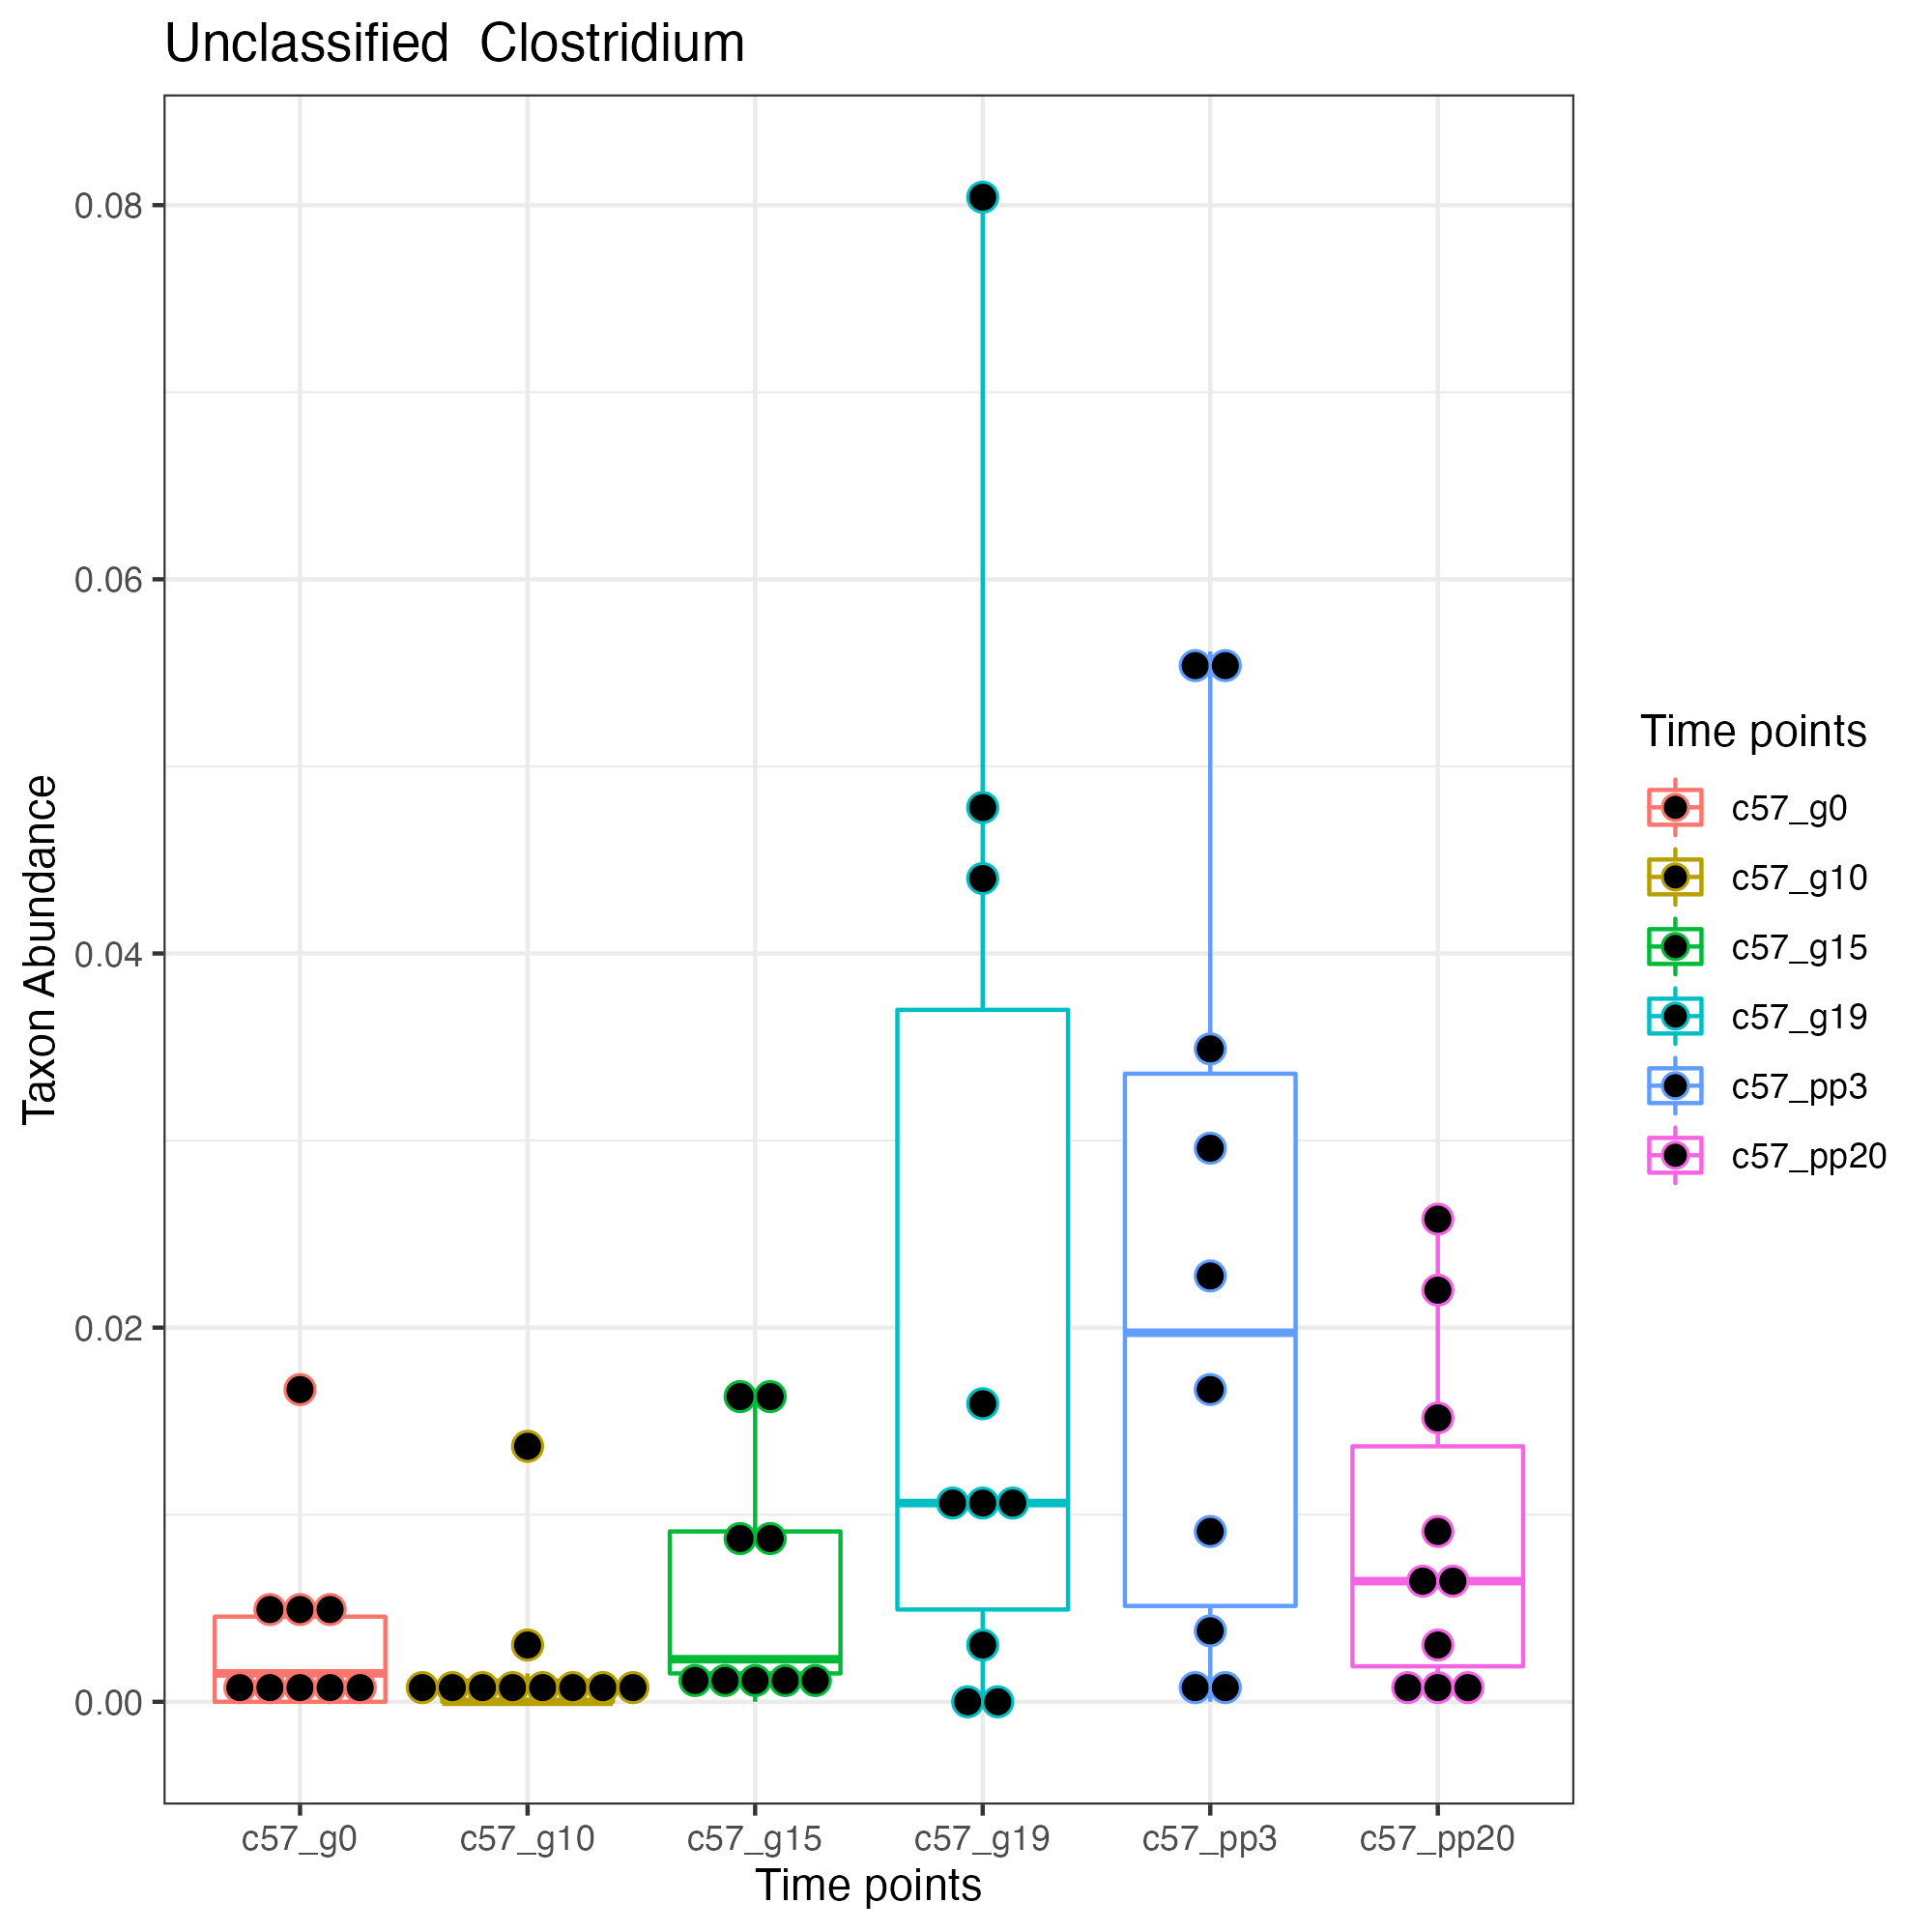 Unclassified  Clostridium
Taxon Abundance
0.08
0.06
0.04
0.02
0.00
c57_g0
c57_g10
c57_g15
c57_g19
c57_pp3
c57_pp20
Time points
Time points
c57_g0
c57_g10
c57_g15
c57_g19
c57_pp3
c57_pp20